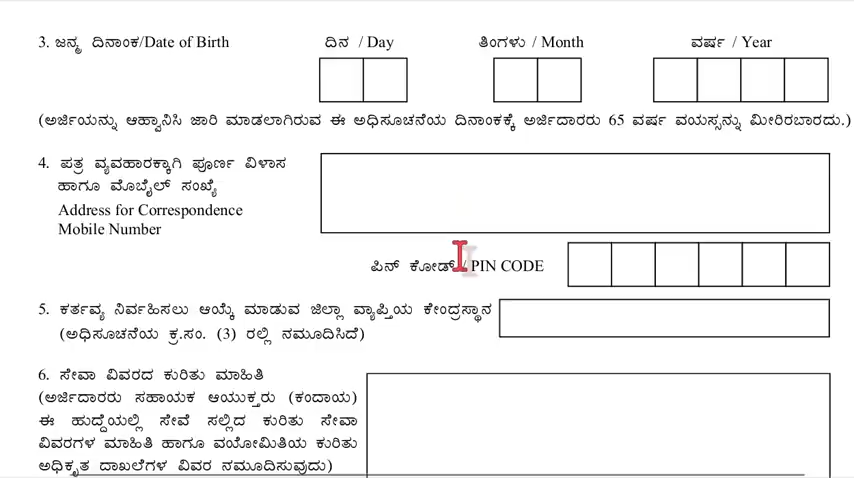 3. ಜನ್ಮ ದಿನಾಂಕ/Date of Birth ದಿನ / Day ತಿಂಗಳು / Month ವರ್ಷ / Year
(ಅರ್ಜಿಯನ್ನು ಆಹ್ವಾನಿಸಿ ಜಾರಿ ಮಾಡಲಾಗಿರುವ ಈ ಅಧಿಸೂಚನೆಯ ದಿನಾಂಕಕ್ಕೆ ಅರ್ಜಿದಾರರು 65 ವರ್ಷ ವಯಸ್ಸನ್ನು ಮೀರಿರಬಾರದು.)
4. ಪತ್ರ ವ್ಯವಹಾರಕ್ಕಾಗಿ ಪೂರ್ಣ ವಿಳಾಸ
ಹಾಗೂ ಮೊಬೈಲ್ ಸಂಖ್ಯೆ
Address for Correspondence
Mobile Number
ಪಿನ್ ಕೋಡ್ / PIN CODE
5. ಕರ್ತವ್ಯ ನಿರ್ವಹಿಸಲು ಆಯ್ಕೆ ಮಾಡುವ ಜಿಲ್ಲಾ ವ್ಯಾಪ್ತಿಯ ಕೇಂದ್ರಸ್ಥಾನ
(ಅಧಿಸೂಚನೆಯ ಕ್ರ.ಸಂ. (3) ರಲ್ಲಿ ನಮೂದಿಸಿದೆ)
6. ಸೇವಾ ವಿವರದ ಕುರಿತು ಮಾಹಿತಿ
(ಅರ್ಜಿದಾರರು ಸಹಾಯಕ ಆಯುಕ್ತರು (ಕಂದಾಯ)
ಈ ಹುದ್ದೆಯಲ್ಲಿ ಸೇವೆ ಸಲ್ಲಿದ ಕುರಿತು ಸೇವಾ
ವಿವರಗಳ ಮಾಹಿತಿ ಹಾಗೂ ವಯೋಮಿತಿಯ ಕುರಿತು
ಅಧಿಕೃತ ದಾಖಲೆಗಳ ವಿವರ ನಮೂದಿಸುವುದು)